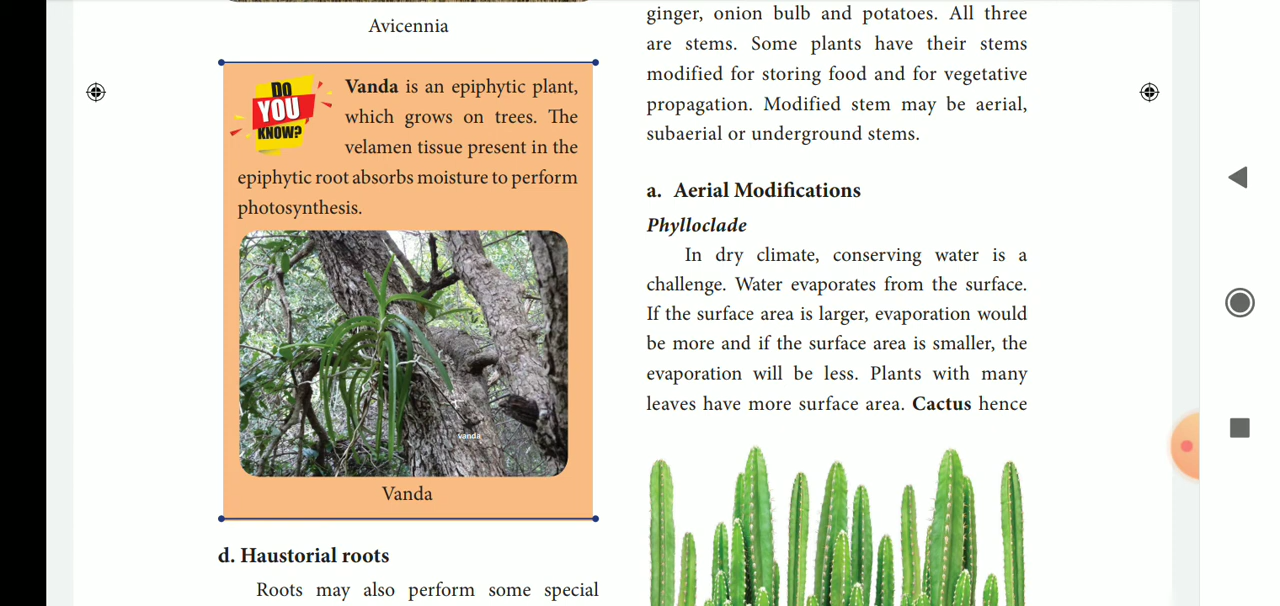 Avicennia
DO
YOU
KNOW?
Vanda is an epiphytic plant,
which grows on trees. The
velamen tissue present in the
epiphytic root absorbs moisture to perform
photosynthesis.
vanda
Vanda
d. Haustorial roots
Roots may also perform some special
ginger, onion bulb and potatoes. All three
are stems. Some plants have their stems
modified for storing food and for vegetative
propagation. Modified stem may be aerial,
subaerial or underground stems.
a. Aerial Modifications
Phylloclade
In dry climate, conserving water is a
challenge. Water evaporates from the surface.
If the surface area is larger, evaporation would
be more and if the surface area is smaller, the
evaporation will be less. Plants with many
leaves have more surface area. Cactus hence